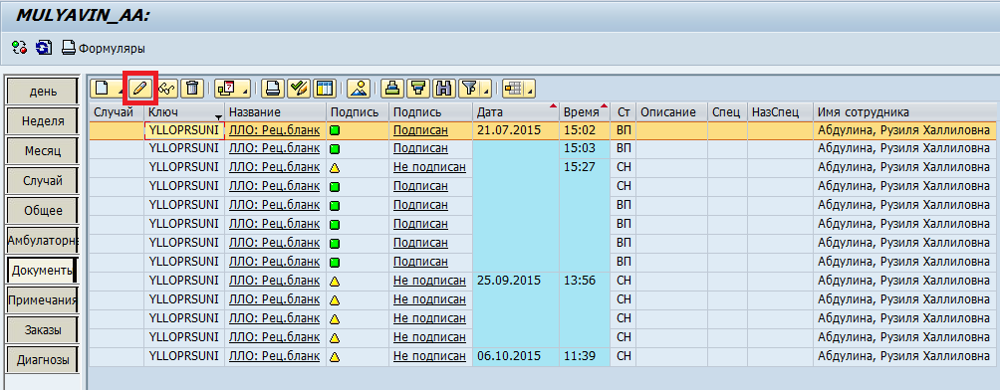 MULYAVIN_AA:
Формуляры
день
Неделя
Месяц
Случай
Общее
Амбулаторн
Документы
Примечания
Заказы
Диагнозы
Случай Ключ Название Подпись Подпись Дата Время Ст Описание Спец НазСпец Имя сотрудника
YLLOPRSUNI ЛЛО: Рец.бланк Подписан 21.07.2015 15:02 ВП Абдулина, Рузиля Халлиловна
YLLOPRSUNI ЛЛО: Рец.бланк Подписан 15:03 ВП Абдулина, Рузиля Халлиловна
YLLOPRSUNI ЛЛО: Рец.бланк Не подписан 15:27 СН Абдулина, Рузиля Халлиловна
YLLOPRSUNI ЛЛО: Рец.бланк Подписан СН Абдулина, Рузиля Халлиловна
YLLOPRSUNI ЛЛО: Рец.бланк Подписан ВП Абдулина, Рузиля Халлиловна
YLLOPRSUNI ЛЛО: Рец.бланк Подписан ВП Абдулина, Рузиля Халлиловна
YLLOPRSUNI ЛЛО: Рец.бланк Подписан ВП Абдулина, Рузиля Халлиловна
YLLOPRSUNI ЛЛО: Рец.бланк Подписан ВП Абдулина, Рузиля Халлиловна
YLLOPRSUNI ЛЛО: Рец.бланк Не подписан 25.09.2015 13:56 СН Абдулина, Рузиля Халлиловна
YLLOPRSUNI ЛЛО: Рец.бланк Не подписан СН Абдулина, Рузиля Халлиловна
YLLOPRSUNI ЛЛО: Рец.бланк Не подписан СН Абдулина, Рузиля Халлиловна
YLLOPRSUNI ЛЛО: Рец.бланк Не подписан СН Абдулина, Рузиля Халлиловна
YLLOPRSUNI ЛЛО: Рец.бланк Не подписан 06.10.2015 11:39 СН Абдулина, Рузиля Халлиловна